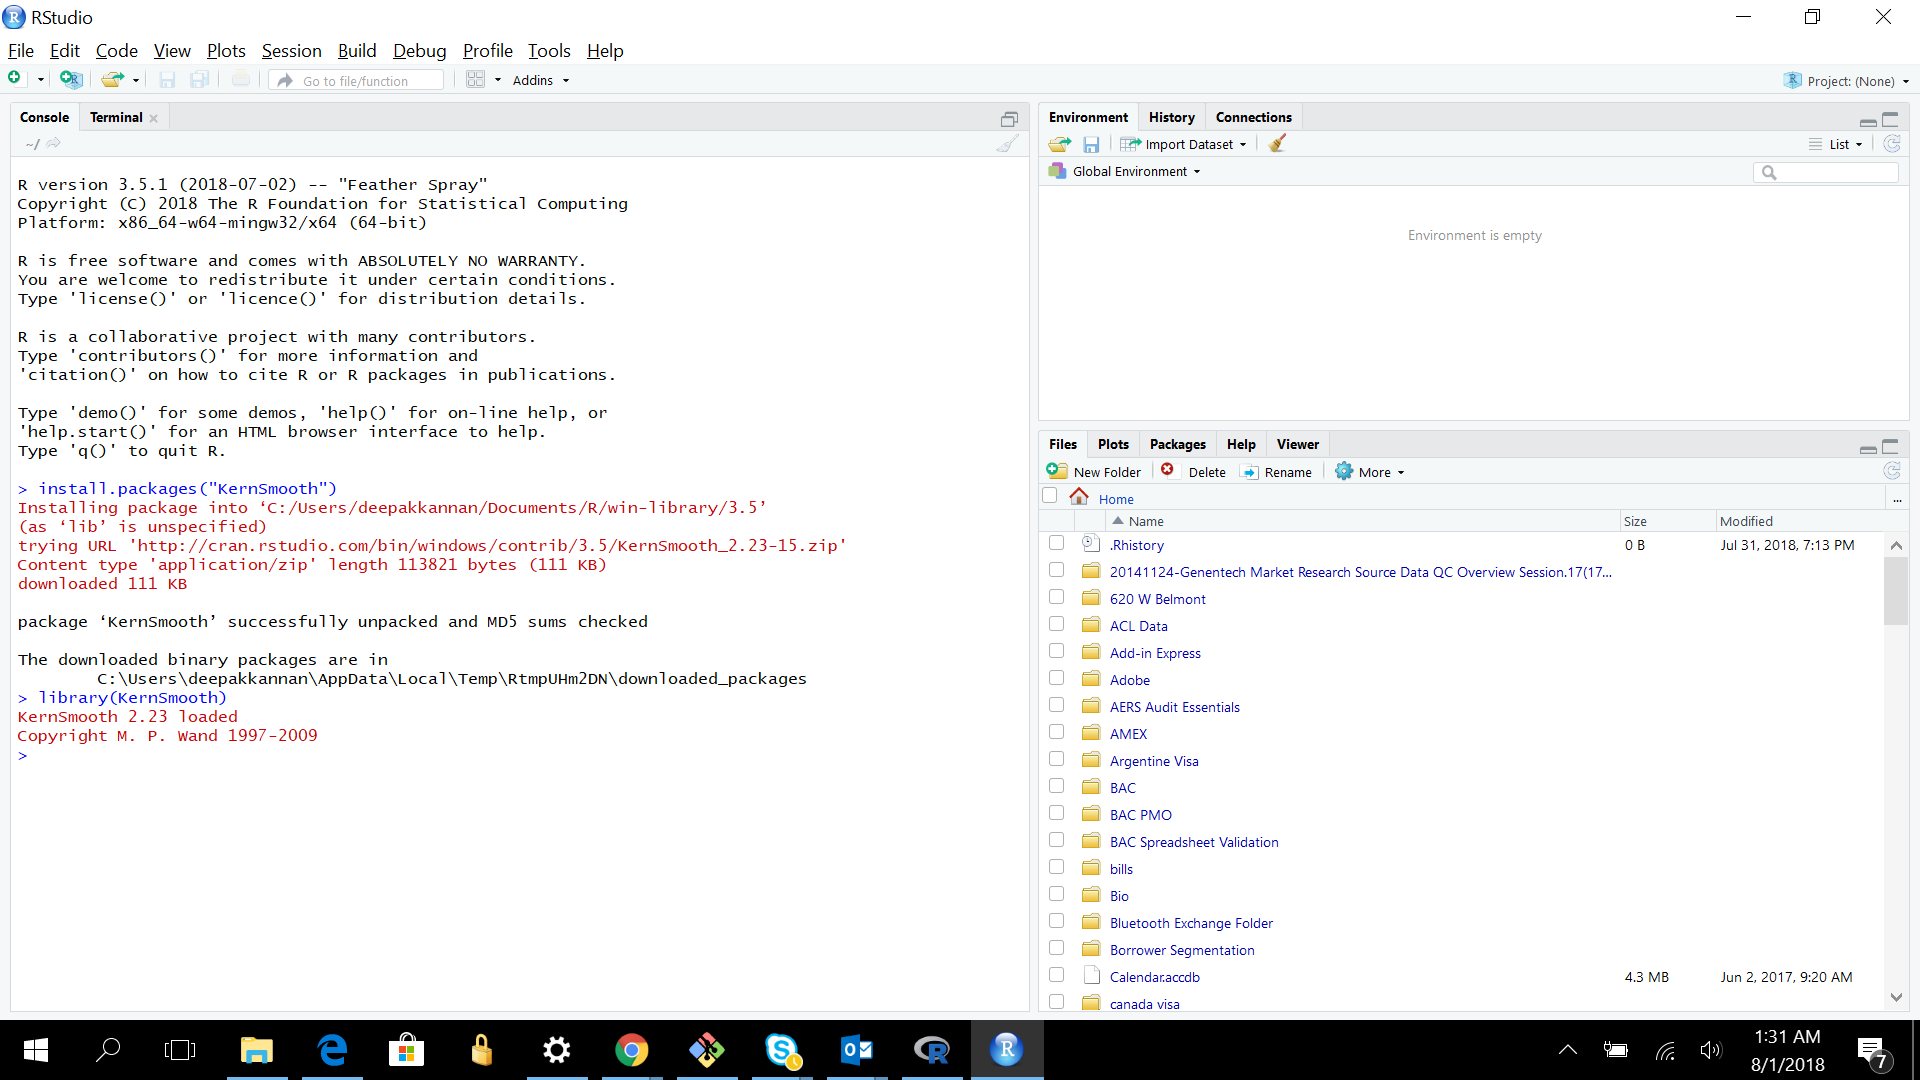 RStudio
File Edit Code View Plots Session Build Debug Profile Tools Help
Go to file/function Addins Project: (None)
Console Terminal
~/
R version 3.5.1 (2018-07-02) -- "Feather Spray"
Copyright (C) 2018 The R Foundation for Statistical Computing
Platform: x86_64-w64-mingw32/x64 (64-bit)
R is free software and comes with ABSOLUTELY NO WARRANTY.
You are welcome to redistribute it under certain conditions.
Type 'license()' or 'licence()' for distribution details.
R is a collaborative project with many contributors.
Type 'contributors()' for more information and
'citation()' on how to cite R or R packages in publications.
Type 'demo()' for some demos, 'help()' for on-line help, or
'help.start()' for an HTML browser interface to help.
Type 'q()' to quit R.
> install.packages("KernSmooth")
Installing package into ‘C:/Users/deepakkannan/Documents/R/win-library/3.5’
(as ‘lib’ is unspecified)
trying URL 'http://cran.rstudio.com/bin/windows/contrib/3.5/KernSmooth_2.23-15.zip'
Content type 'application/zip' length 113821 bytes (111 KB)
downloaded 111 KB
package ‘KernSmooth’ successfully unpacked and MD5 sums checked
The downloaded binary packages are in
C:\Users\deepakkannan\AppData\Local\Temp\RtmpUHm2DN\downloaded_packages
> library(KernSmooth)
KernSmooth 2.23 loaded
Copyright M. P. Wand 1997-2009
>
Environment History Connections
Import Dataset List
Global Environment
Environment is empty
Files Plots Packages Help Viewer
New Folder Delete Rename More
Home ...
Name Size Modified
.Rhistory 0 B Jul 31, 2018, 7:13 PM
20141124-Genentech Market Research Source Data QC Overview Session.17(17...
620 W Belmont
ACL Data
Add-in Express
Adobe
AERS Audit Essentials
AMEX
Argentine Visa
BAC
BAC PMO
BAC Spreadsheet Validation
bills
Bio
Bluetooth Exchange Folder
Borrower Segmentation
Calendar.accdb 4.3 MB Jun 2, 2017, 9:20 AM
canada visa
1:31 AM
8/1/2018
7